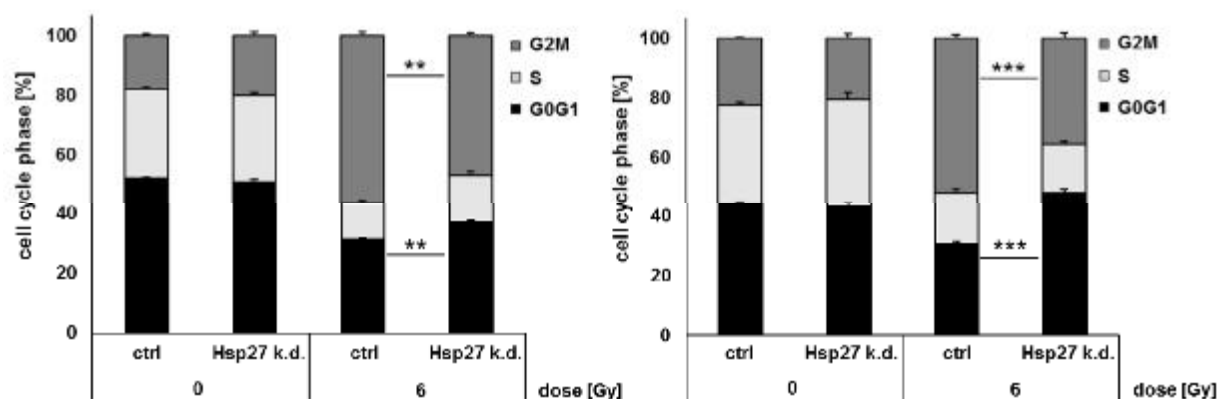 cell cycle phase [%]
100
80
60
40
20
0
G2M
S
G0G1
**
**
ctrl Hsp27 k.d. ctrl Hsp27 k.d.
0 6 dose [Gy]
cell cycle phase [%]
100
80
60
40
20
0
G2M
S
G0G1
***
***
ctrl Hsp27 k.d. ctrl Hsp27 k.d.
0 6 dose [Gy]